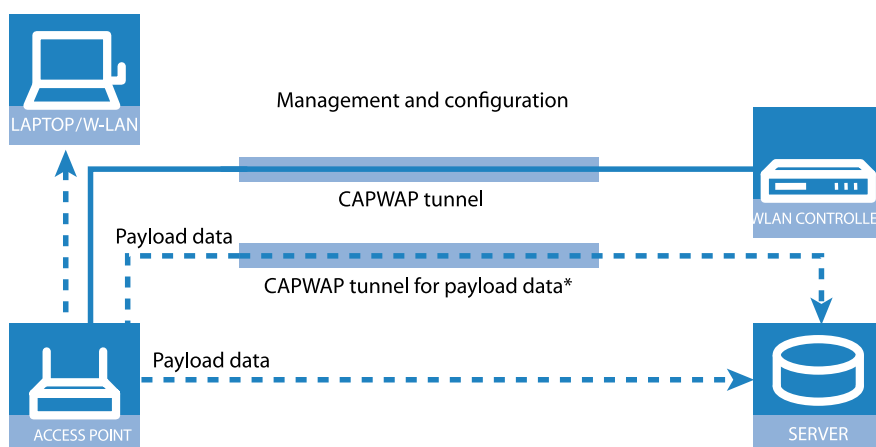 LAPTOP/W-LAN
Management and configuration
CAPWAP tunnel
WLAN CONTROLLE
Payload data
CAPWAP tunnel for payload data*
Payload data
ACCESS POINT
SERVER